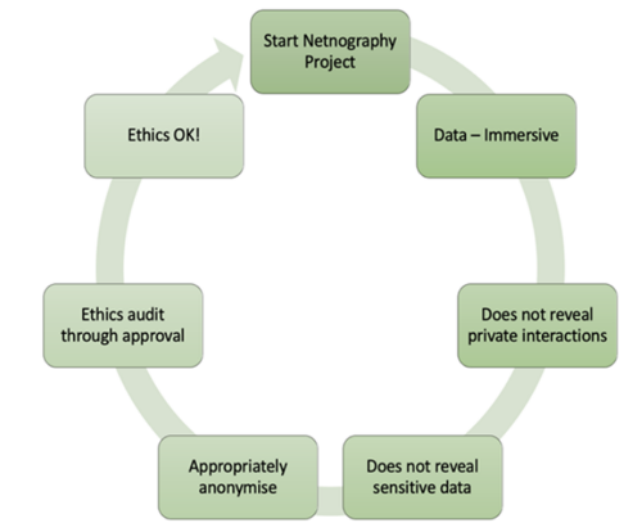 Start Netnography
Project
Data – Immersive
Does not reveal
private interactions
Does not reveal
sensitive data
Appropriately
anonymise
Ethics audit
through approval
Ethics OK!